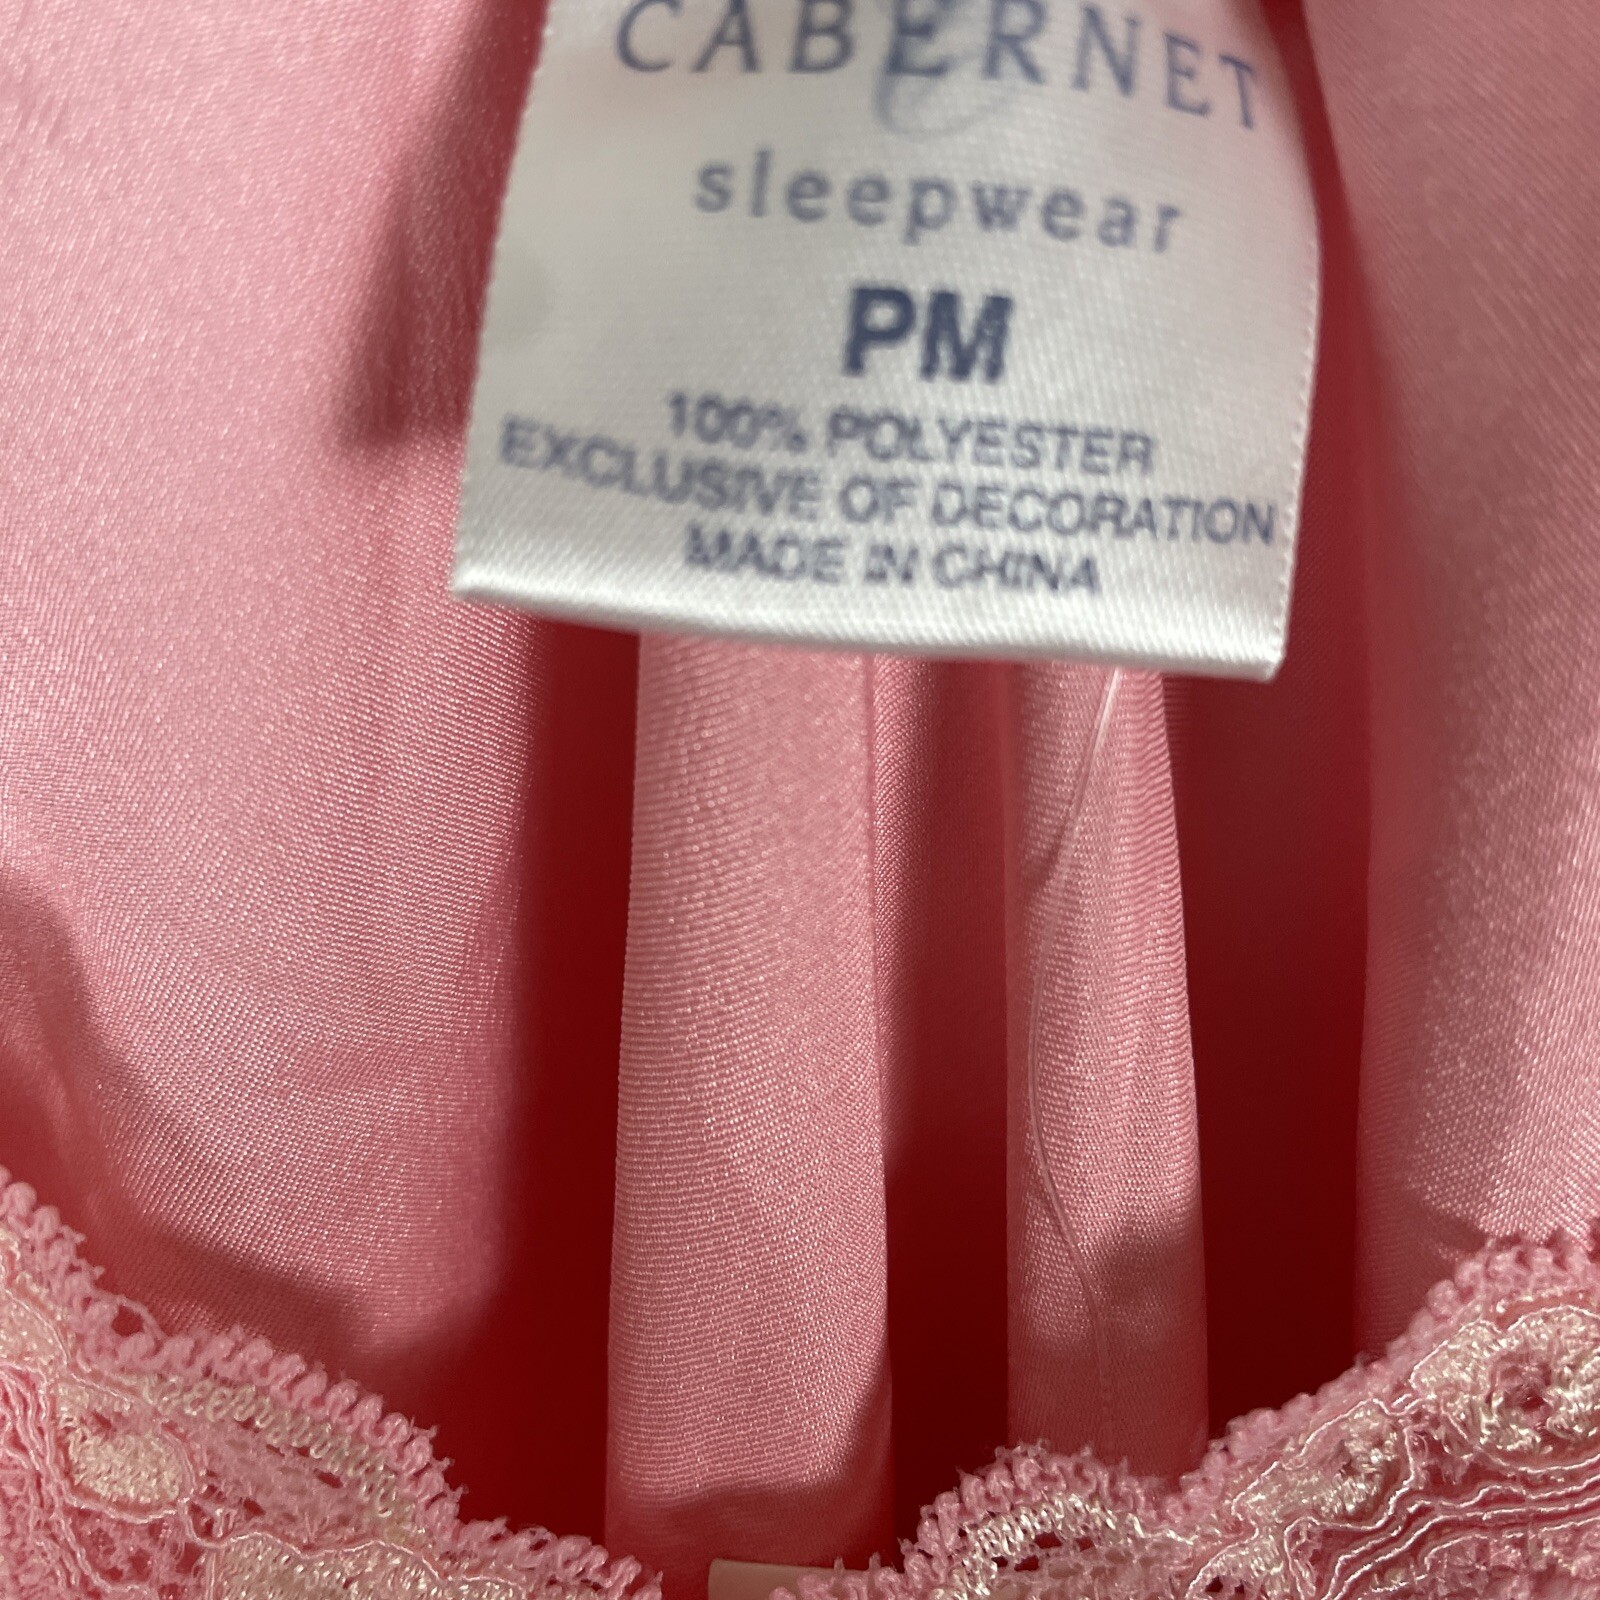 CABERNET
sleepwear
PM
100% POLYESTER
EXCLUSIVE OF DECORATION
MADE IN CHINA